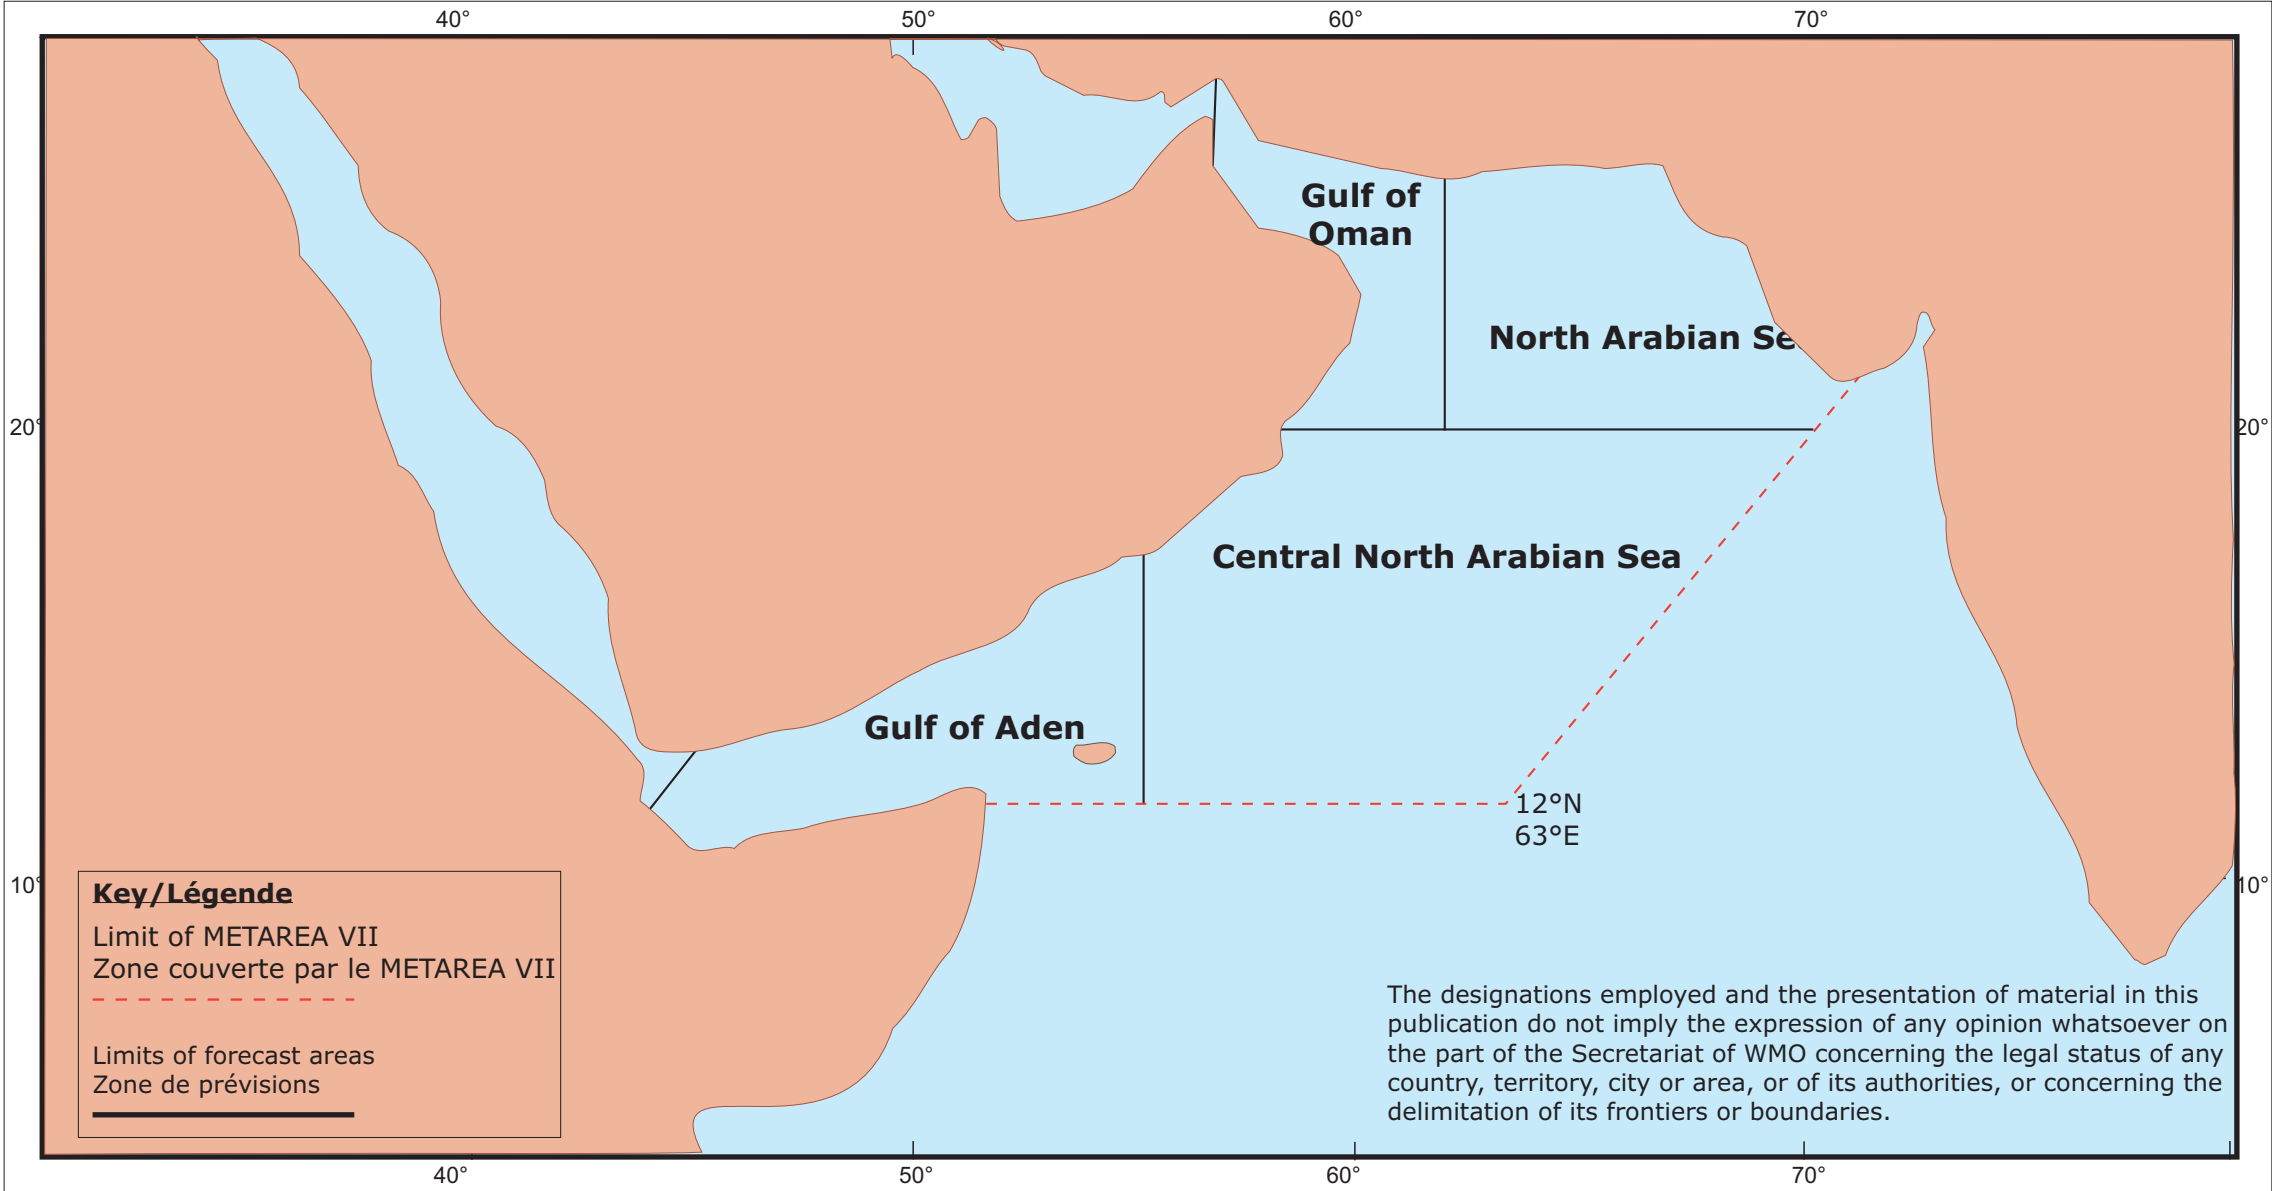 40°
50°
60°
70°
Gulf of
Oman
North Arabian Se
20°
20°
Central North Arabian Sea
Gulf of Aden
12°N
63°E
10°
10°
Key/Légende
Limit of METAREA VII
Zone couverte par le METAREA VII
Limits of forecast areas
Zone de prévisions
The designations employed and the presentation of material in this
publication do not imply the expression of any opinion whatsoever on
the part of the Secretariat of WMO concerning the legal status of any
country, territory, city or area, or of its authorities, or concerning the
delimitation of its frontiers or boundaries.
40°
50°
60°
70°